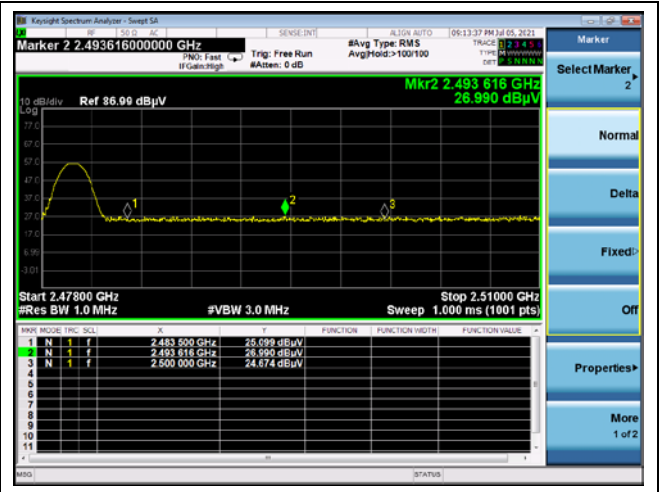 Keysight Spectrum Analyzer - Swept SA
RF 50 Ω AC SENSE:INT ALIGN AUTO 09:13:37 PM Jul 05, 2021
Marker 2 2.493616000000 GHz
PNO: Fast
IFGain:High
Trig: Free Run
#Atten: 0 dB
#Avg Type: RMS
Avg|Hold:>100/100
TRACE 1 2 3 4 5 6
TYPE M WWWWW
DET P S N N N N
Mkr2 2.493 616 GHz
26.990 dBµV
10 dB/div Ref 86.99 dBµV
Log
77.0
67.0
57.0
47.0
37.0
27.0
17.0
6.99
-3.01
1
2
3
Start 2.47800 GHz Stop 2.51000 GHz
#Res BW 1.0 MHz #VBW 3.0 MHz Sweep 1.000 ms (1001 pts)
MKR MODE TRC SCL X Y FUNCTION FUNCTION WIDTH FUNCTION VALUE
1 N 1 f 2.483 500 GHz 25.099 dBµV
2 N 1 f 2.493 616 GHz 26.990 dBµV
3 N 1 f 2.500 000 GHz 24.674 dBµV
4
5
6
7
8
9
10
11
MSG STATUS
Marker
Select Marker
2
Normal
Delta
Fixed
Off
Properties
More
1 of 2